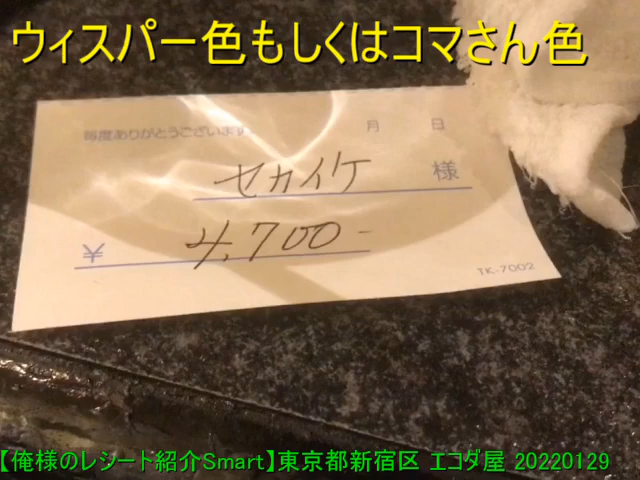 ウィスパー色もしくはコマさん色
毎度ありがとうございます
月 日
セカイケ 様
¥ 4,700-
TK-7002
【俺様のレシート紹介Smart】東京都新宿区 エコダ屋 20220129